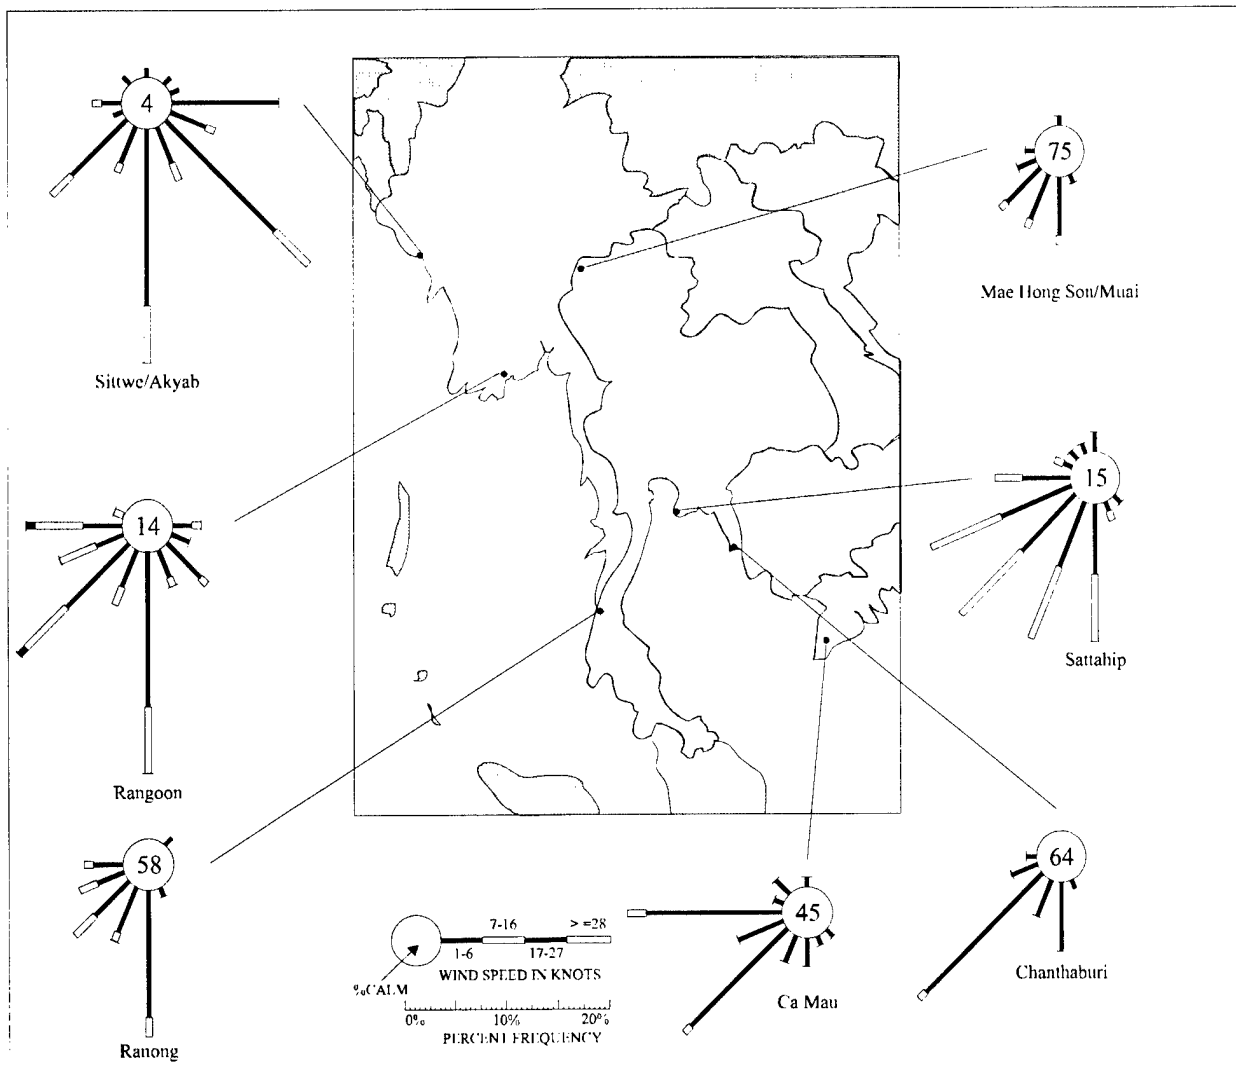 4
Sittwe/Akyab
75
Mae Hong Son/Muai
14
Rangoon
15
Sattahip
58
Ranong
%CALM
7-16
> =28
1-6
17-27
WIND SPEED IN KNOTS
0%
10%
20%
PERCENT FREQUENCY
45
Ca Mau
64
Chanthaburi